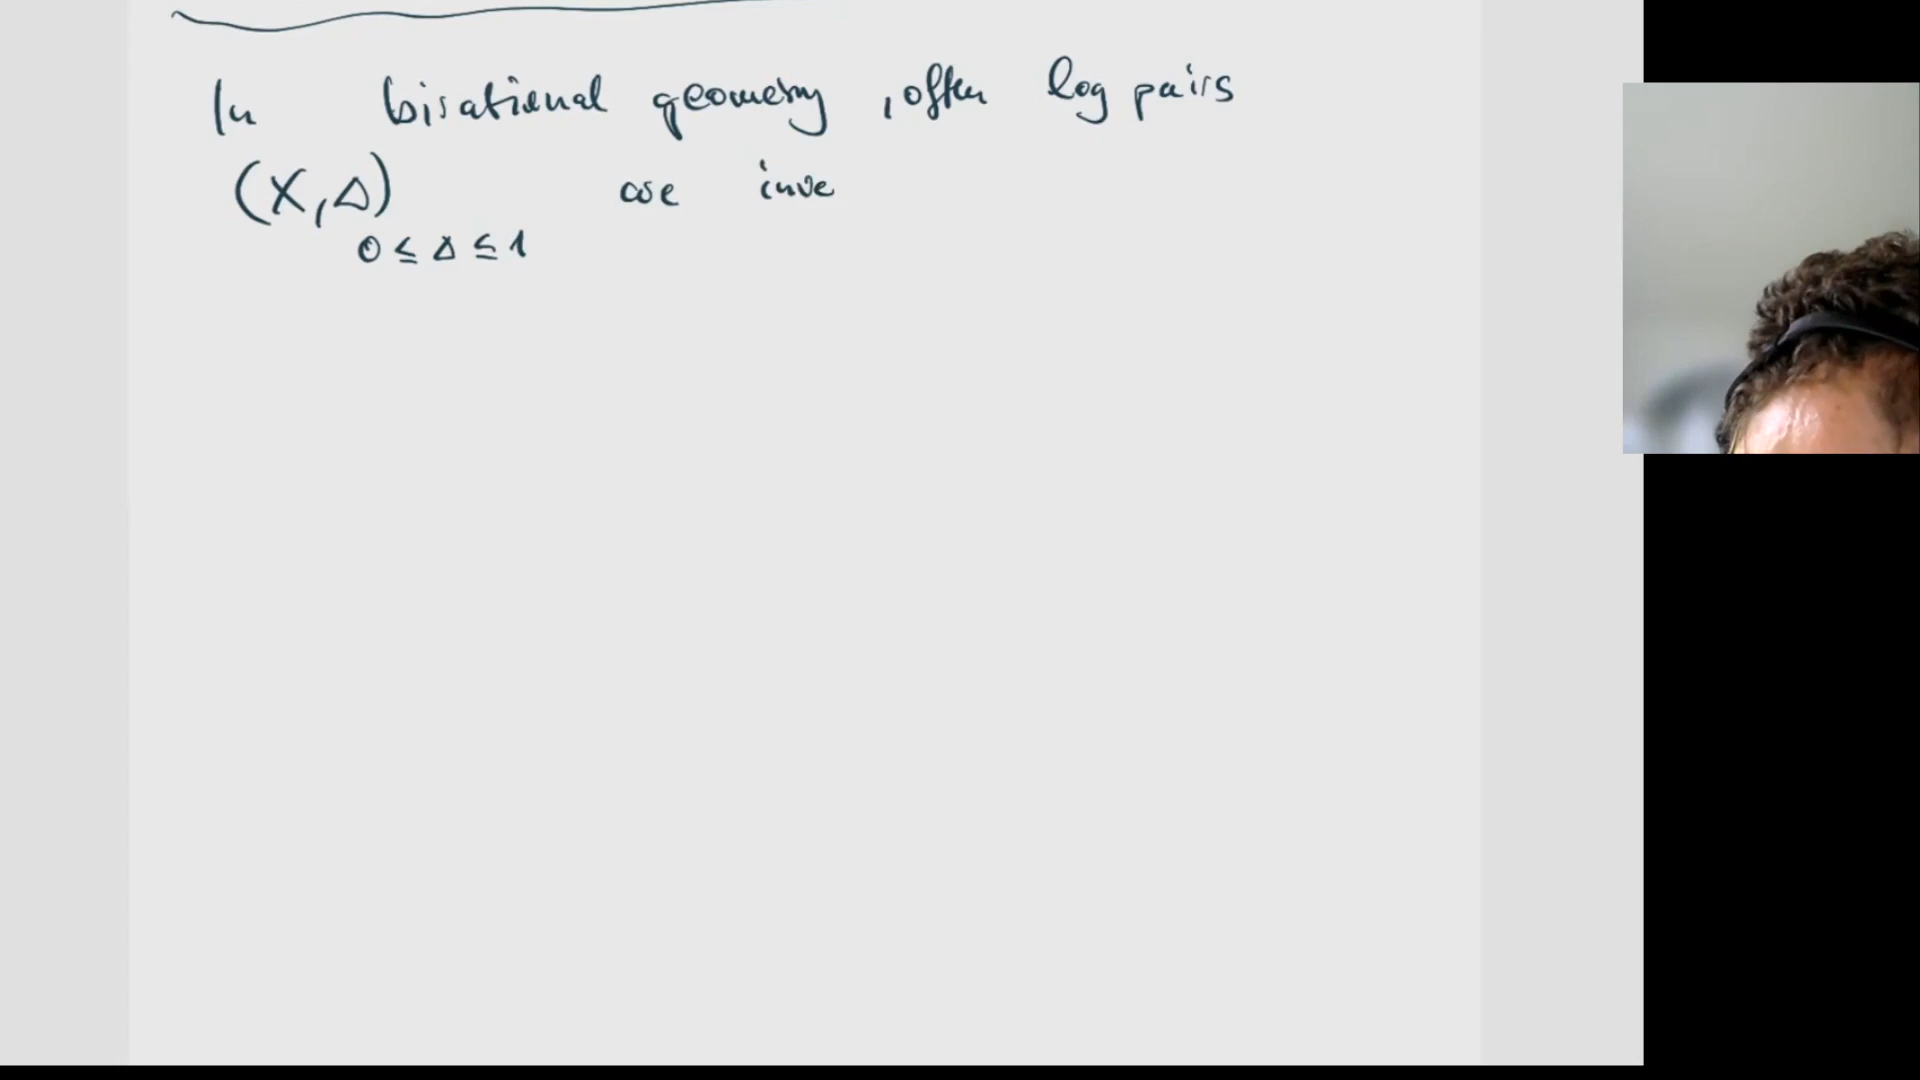 In birational geometry, often log pairs
(X, Δ) are inve
0 ≤ Δ ≤ 1